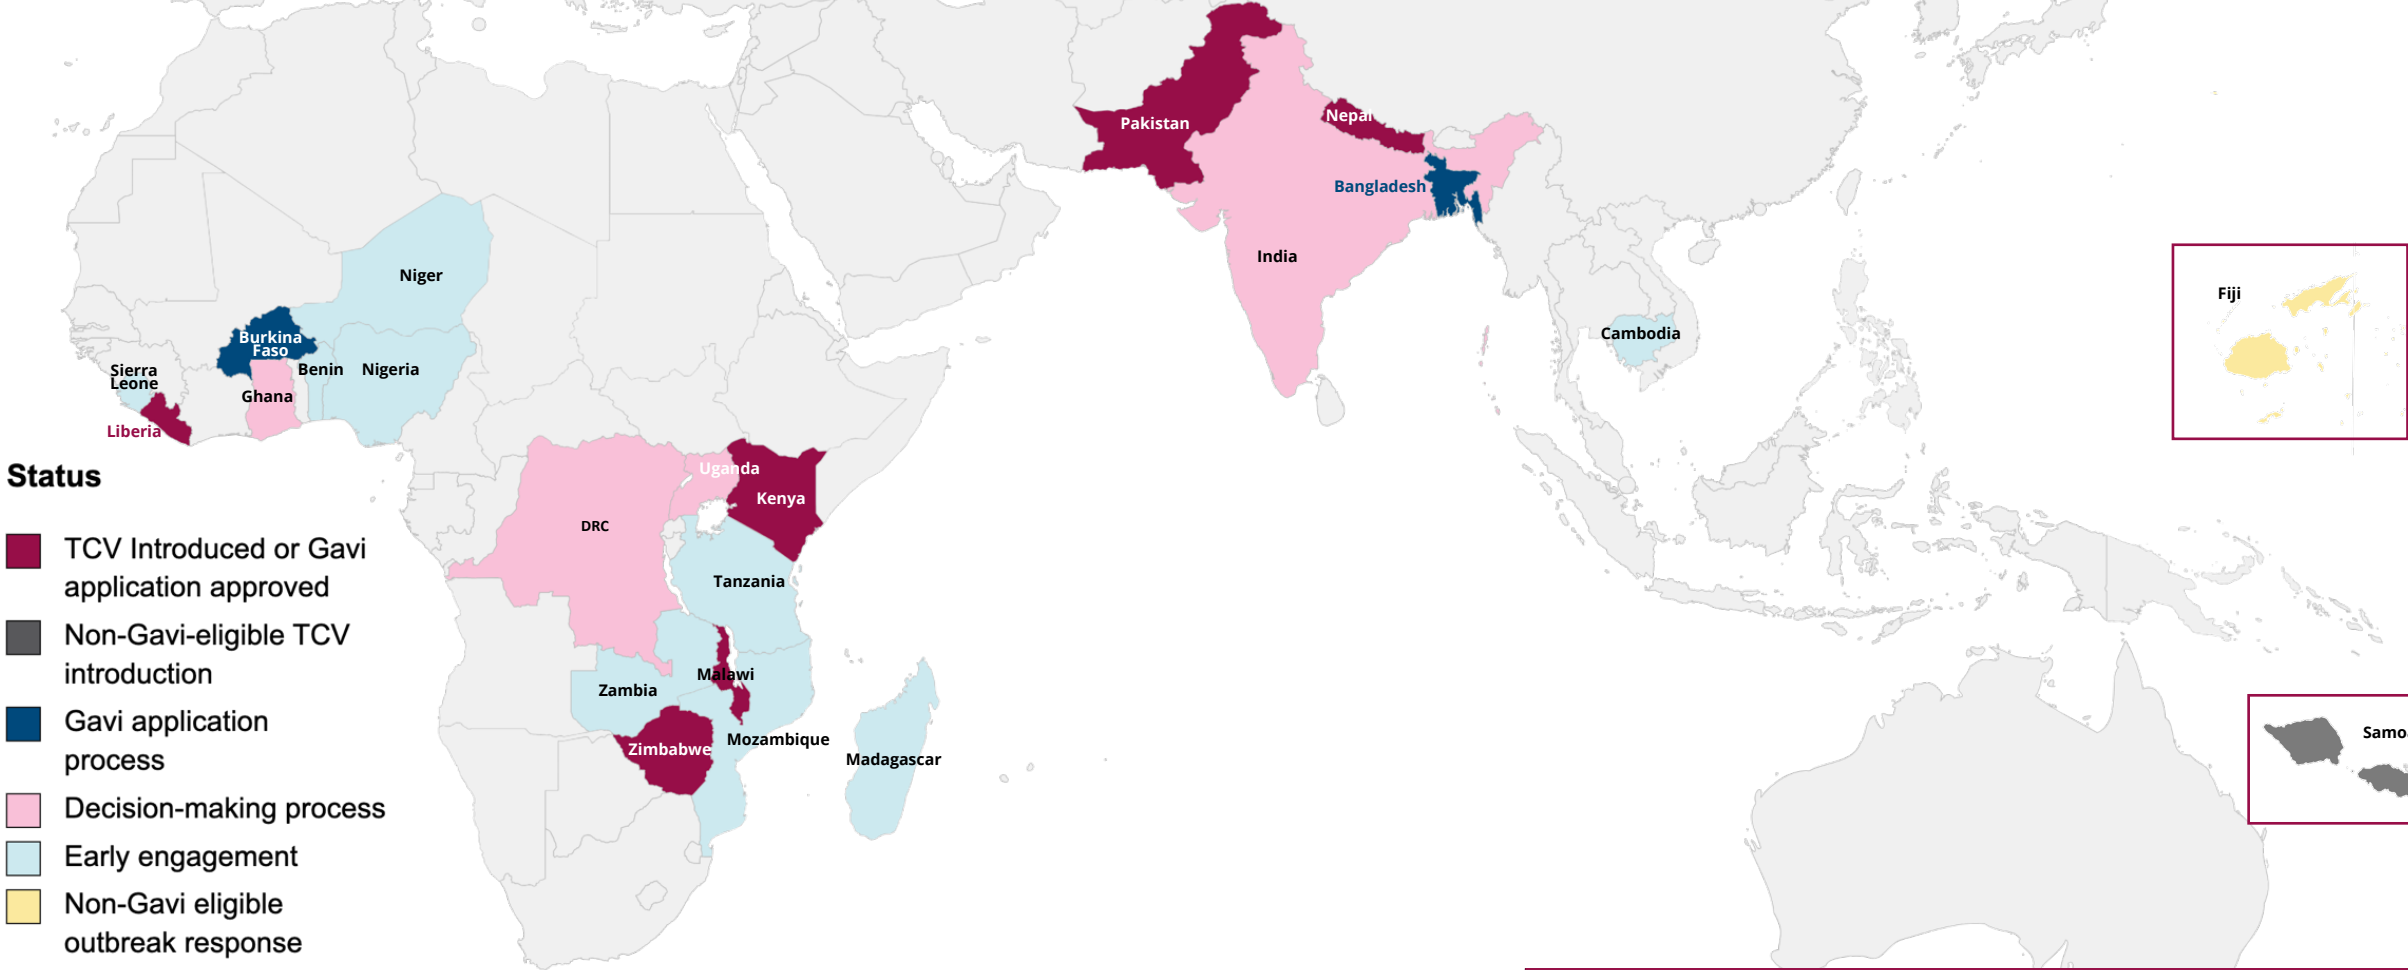 Pakistan
Nepal
Bangladesh
India
Niger
Fiji
Burkina
Faso
Cambodia
Sierra
Leone
Benin
Nigeria
Ghana
Liberia
Uganda
Kenya
DRC
Tanzania
Malawi
Zambia
Mozambique
Zimbabwe
Madagascar
Samo
Status
TCV Introduced or Gavi
application approved
Non-Gavi-eligible TCV
introduction
Gavi application
process
Decision-making process
Early engagement
Non-Gavi eligible
outbreak response